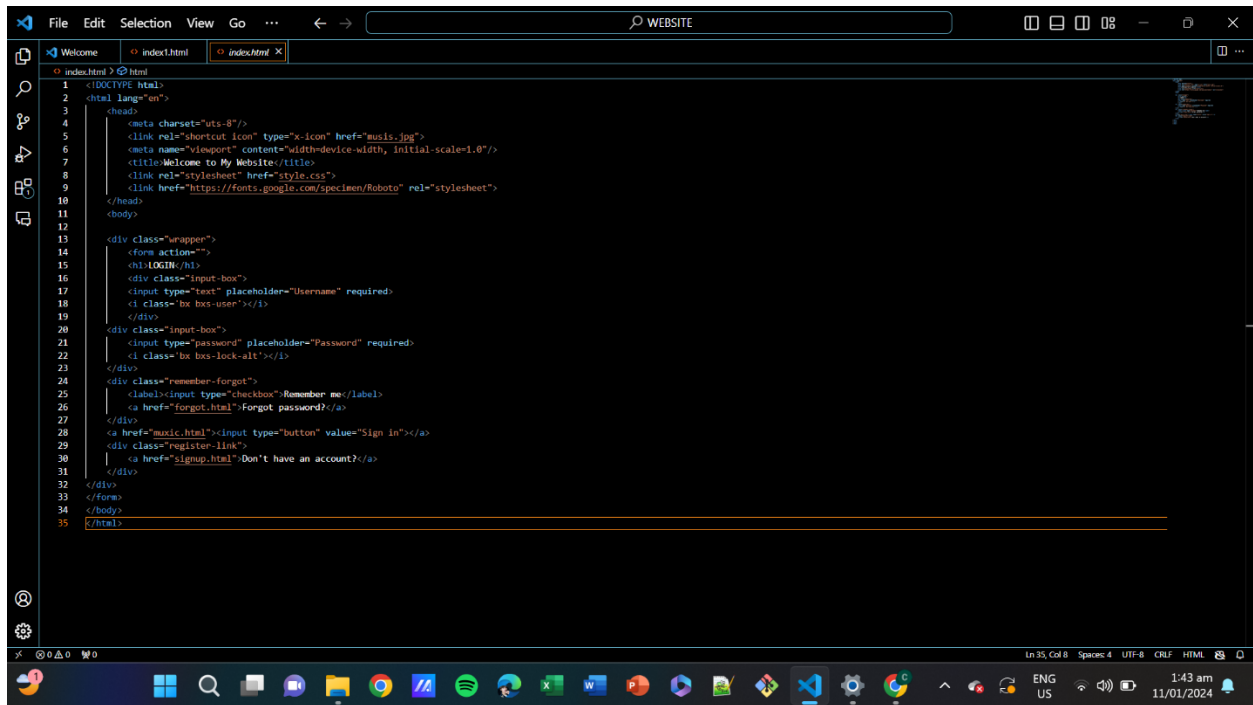 File Edit Selection View Go ··· WEBSITE
Welcome index1.html index.html
index.html > html
1 <!DOCTYPE html>
2 <html lang="en">
3 <head>
4 <meta charset="uts-8"/>
5 <link rel="shortcut icon" type="x-icon" href="musis.jpg">
6 <meta name="viewport" content="width=device-width, initial-scale=1.0"/>
7 <title>Welcome to My Website</title>
8 <link rel="stylesheet" href="style.css">
9 <link href="https://fonts.google.com/specimen/Roboto" rel="stylesheet">
10 </head>
11 <body>
12
13 <div class="wrapper">
14 <form action="">
15 <h1>LOGIN</h1>
16 <div class="input-box">
17 <input type="text" placeholder="Username" required>
18 <i class='bx bxs-user'></i>
19 </div>
20 <div class="input-box">
21 <input type="password" placeholder="Password" required>
22 <i class='bx bxs-lock-alt'></i>
23 </div>
24 <div class="remember-forgot">
25 <label><input type="checkbox">Remember me</label>
26 <a href="forgot.html">Forgot password?</a>
27 </div>
28 <a href="muxic.html"><input type="button" value="Sign in"></a>
29 <div class="register-link">
30 <a href="signup.html">Don't have an account?</a>
31 </div>
32 </div>
33 </form>
34 </body>
35 </html>
0 0 0 Ln 35, Col 8 Spaces: 4 UTF-8 CRLF HTML
1 ENG 1:43 am
US 11/01/2024